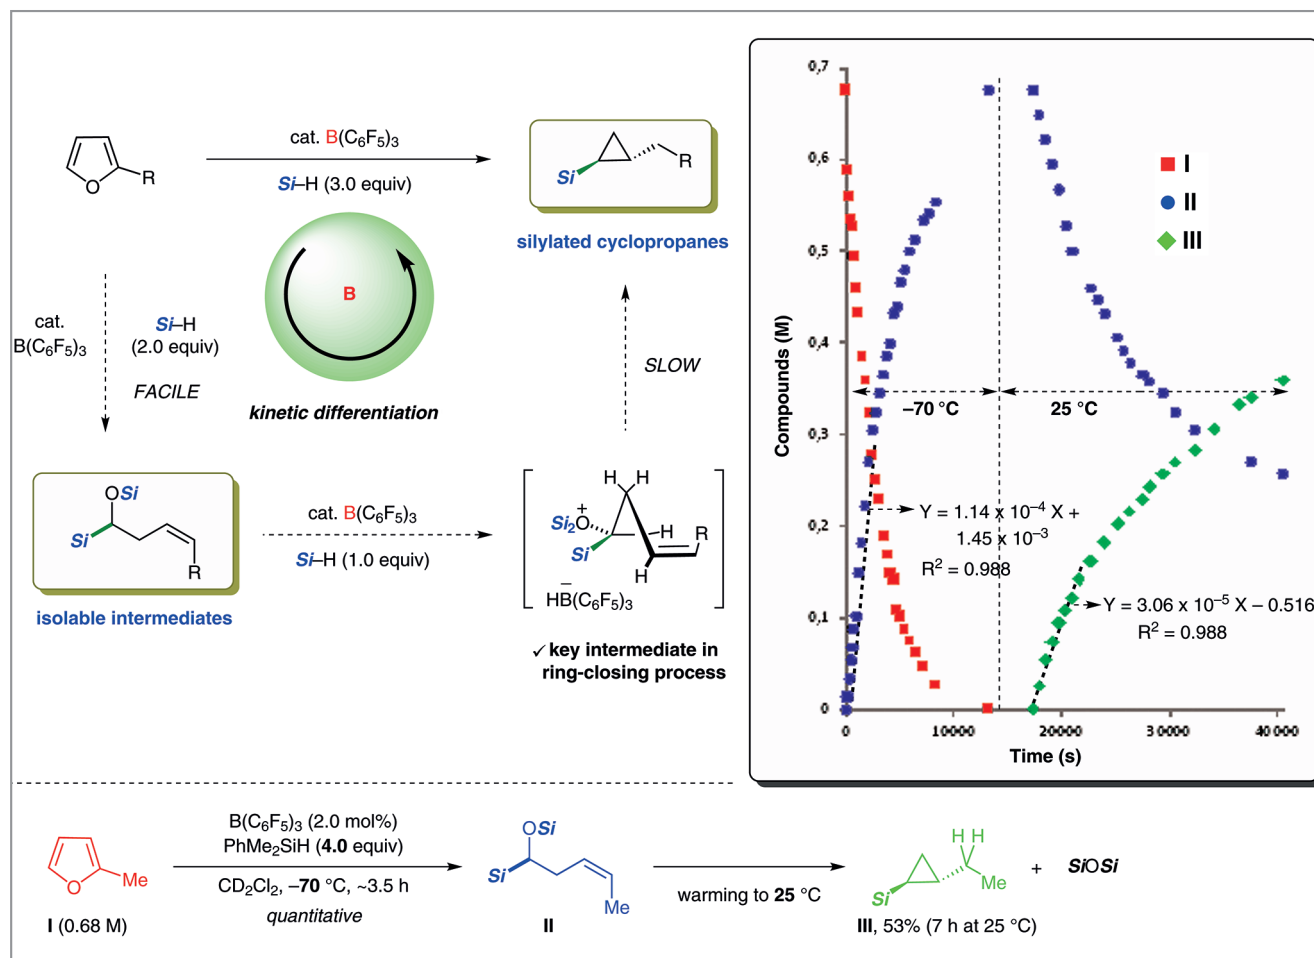 cat. B(C6F5)3
Si–H (3.0 equiv)
O
R
Si
R
silylated cyclopropanes
B
kinetic differentiation
cat.
B(C6F5)3
Si–H
(2.0 equiv)
FACILE
SLOW
OSi
Si
R
isolable intermediates
cat. B(C6F5)3
Si–H (1.0 equiv)
H H
Si2O
+
H
R
Si
H
–
HB(C6F5)3
✓ key intermediate in
ring-closing process
Compounds (M)
0,7
0,6
0,5
0,4
0,3
0,2
0,1
0
0 10000 20000 30000 40000
Time (s)
I
II
III
–70 °C
25 °C
Y = 1.14 x 10–4 X +
1.45 x 10–3
R2 = 0.988
Y = 3.06 x 10–5 X – 0.516
R2 = 0.988
O
Me
I (0.68 M)
B(C6F5)3 (2.0 mol%)
PhMe2SiH (4.0 equiv)
CD2Cl2, –70 °C, ~3.5 h
quantitative
OSi
Si
Me
II
warming to 25 °C
H H
Me
Si
III, 53% (7 h at 25 °C)
+
SiOSi